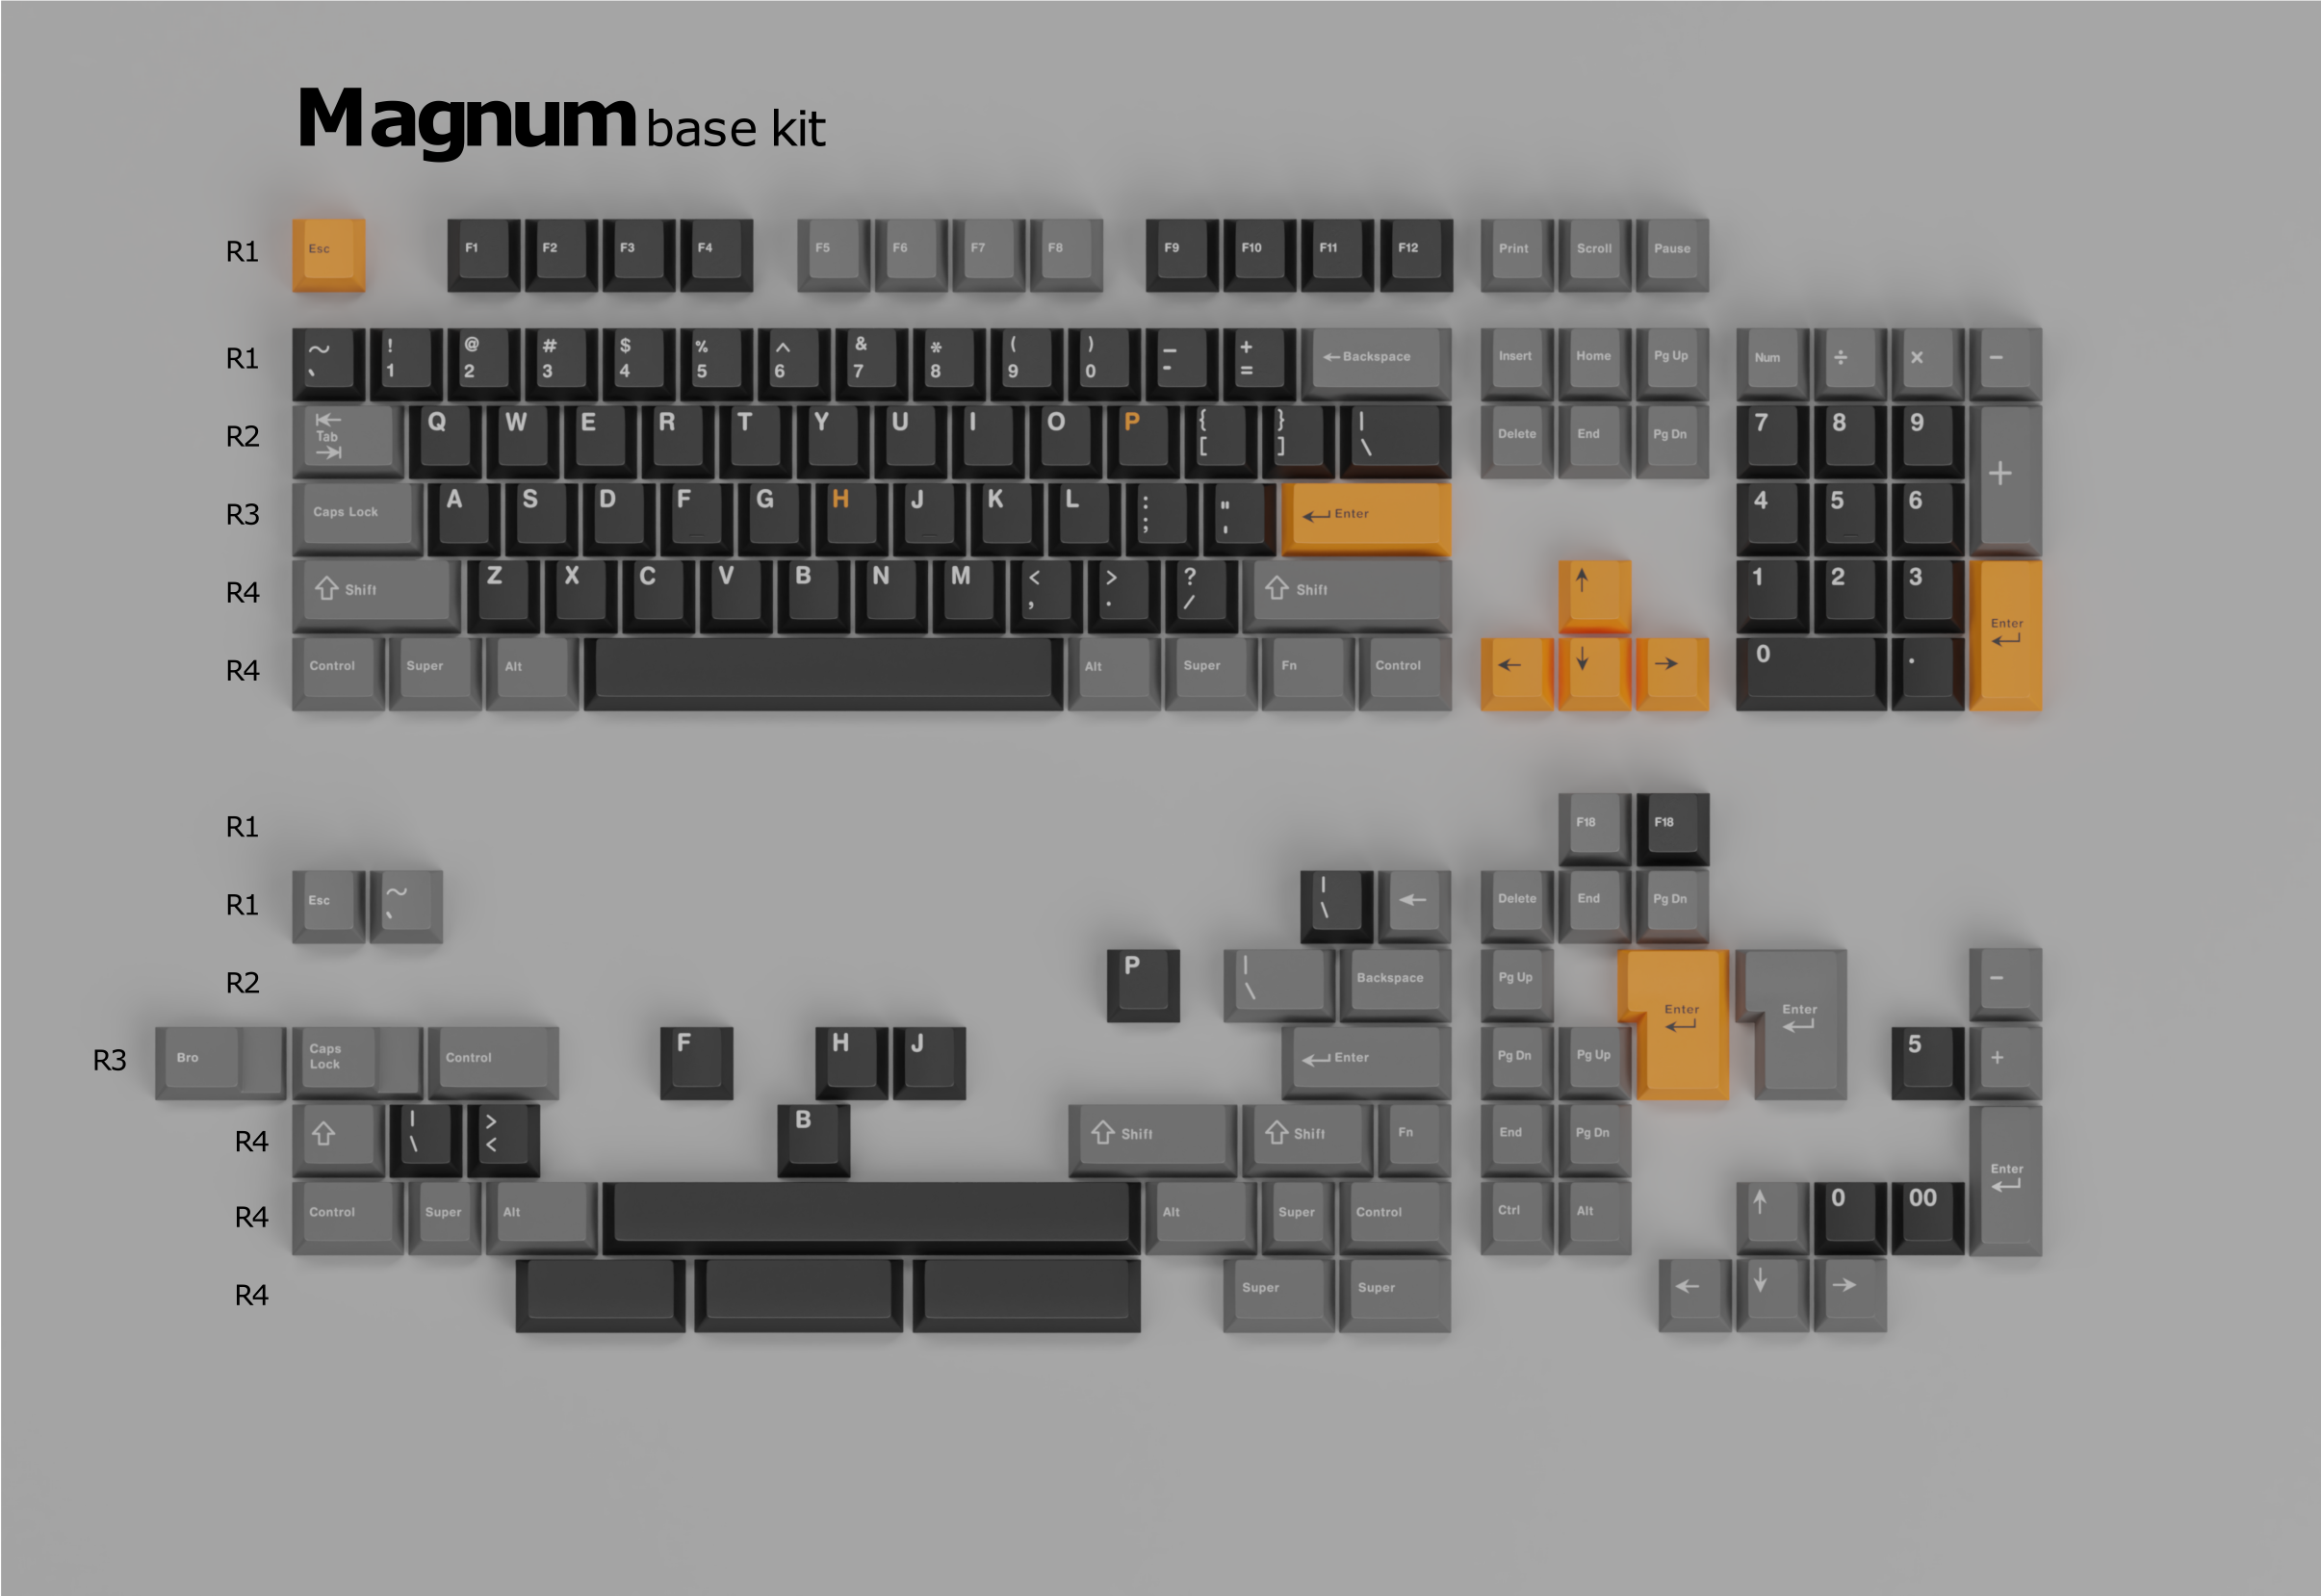 Magnum base kit
R1 Esc F1 F2 F3 F4 F5 F6 F7 F8 F9 F10 F11 F12 Print Scroll Pause
R1 ~ ` ! 1 @ 2 # 3 $ 4 % 5 ^ 6 & 7 * 8 ( 9 ) 0 _ - + = ← Backspace Insert Home Pg Up Num ÷ × −
R2 Tab Q W E R T Y U I O P { [ } ] | \ Delete End Pg Dn 7 8 9 +
R3 Caps Lock A S D F G H J K L : ; " ' Enter 4 5 6
R4 Shift Z X C V B N M < , > . ? / Shift ↑ 1 2 3 Enter
R4 Control Super Alt Alt Super Fn Control ← ↓ → 0 .
R1 F18 F18
R1 Esc ~ ` | \ ← Delete End Pg Dn
R2 P | \ Backspace Pg Up Enter Enter −
R3 Bro Caps Lock Control F H J Enter Pg Dn Pg Up 5 +
R4 | \ > < B Shift Shift Fn End Pg Dn Enter
R4 Control Super Alt Alt Super Control Ctrl Alt ↑ 0 00
R4 Super Super ← ↓ →